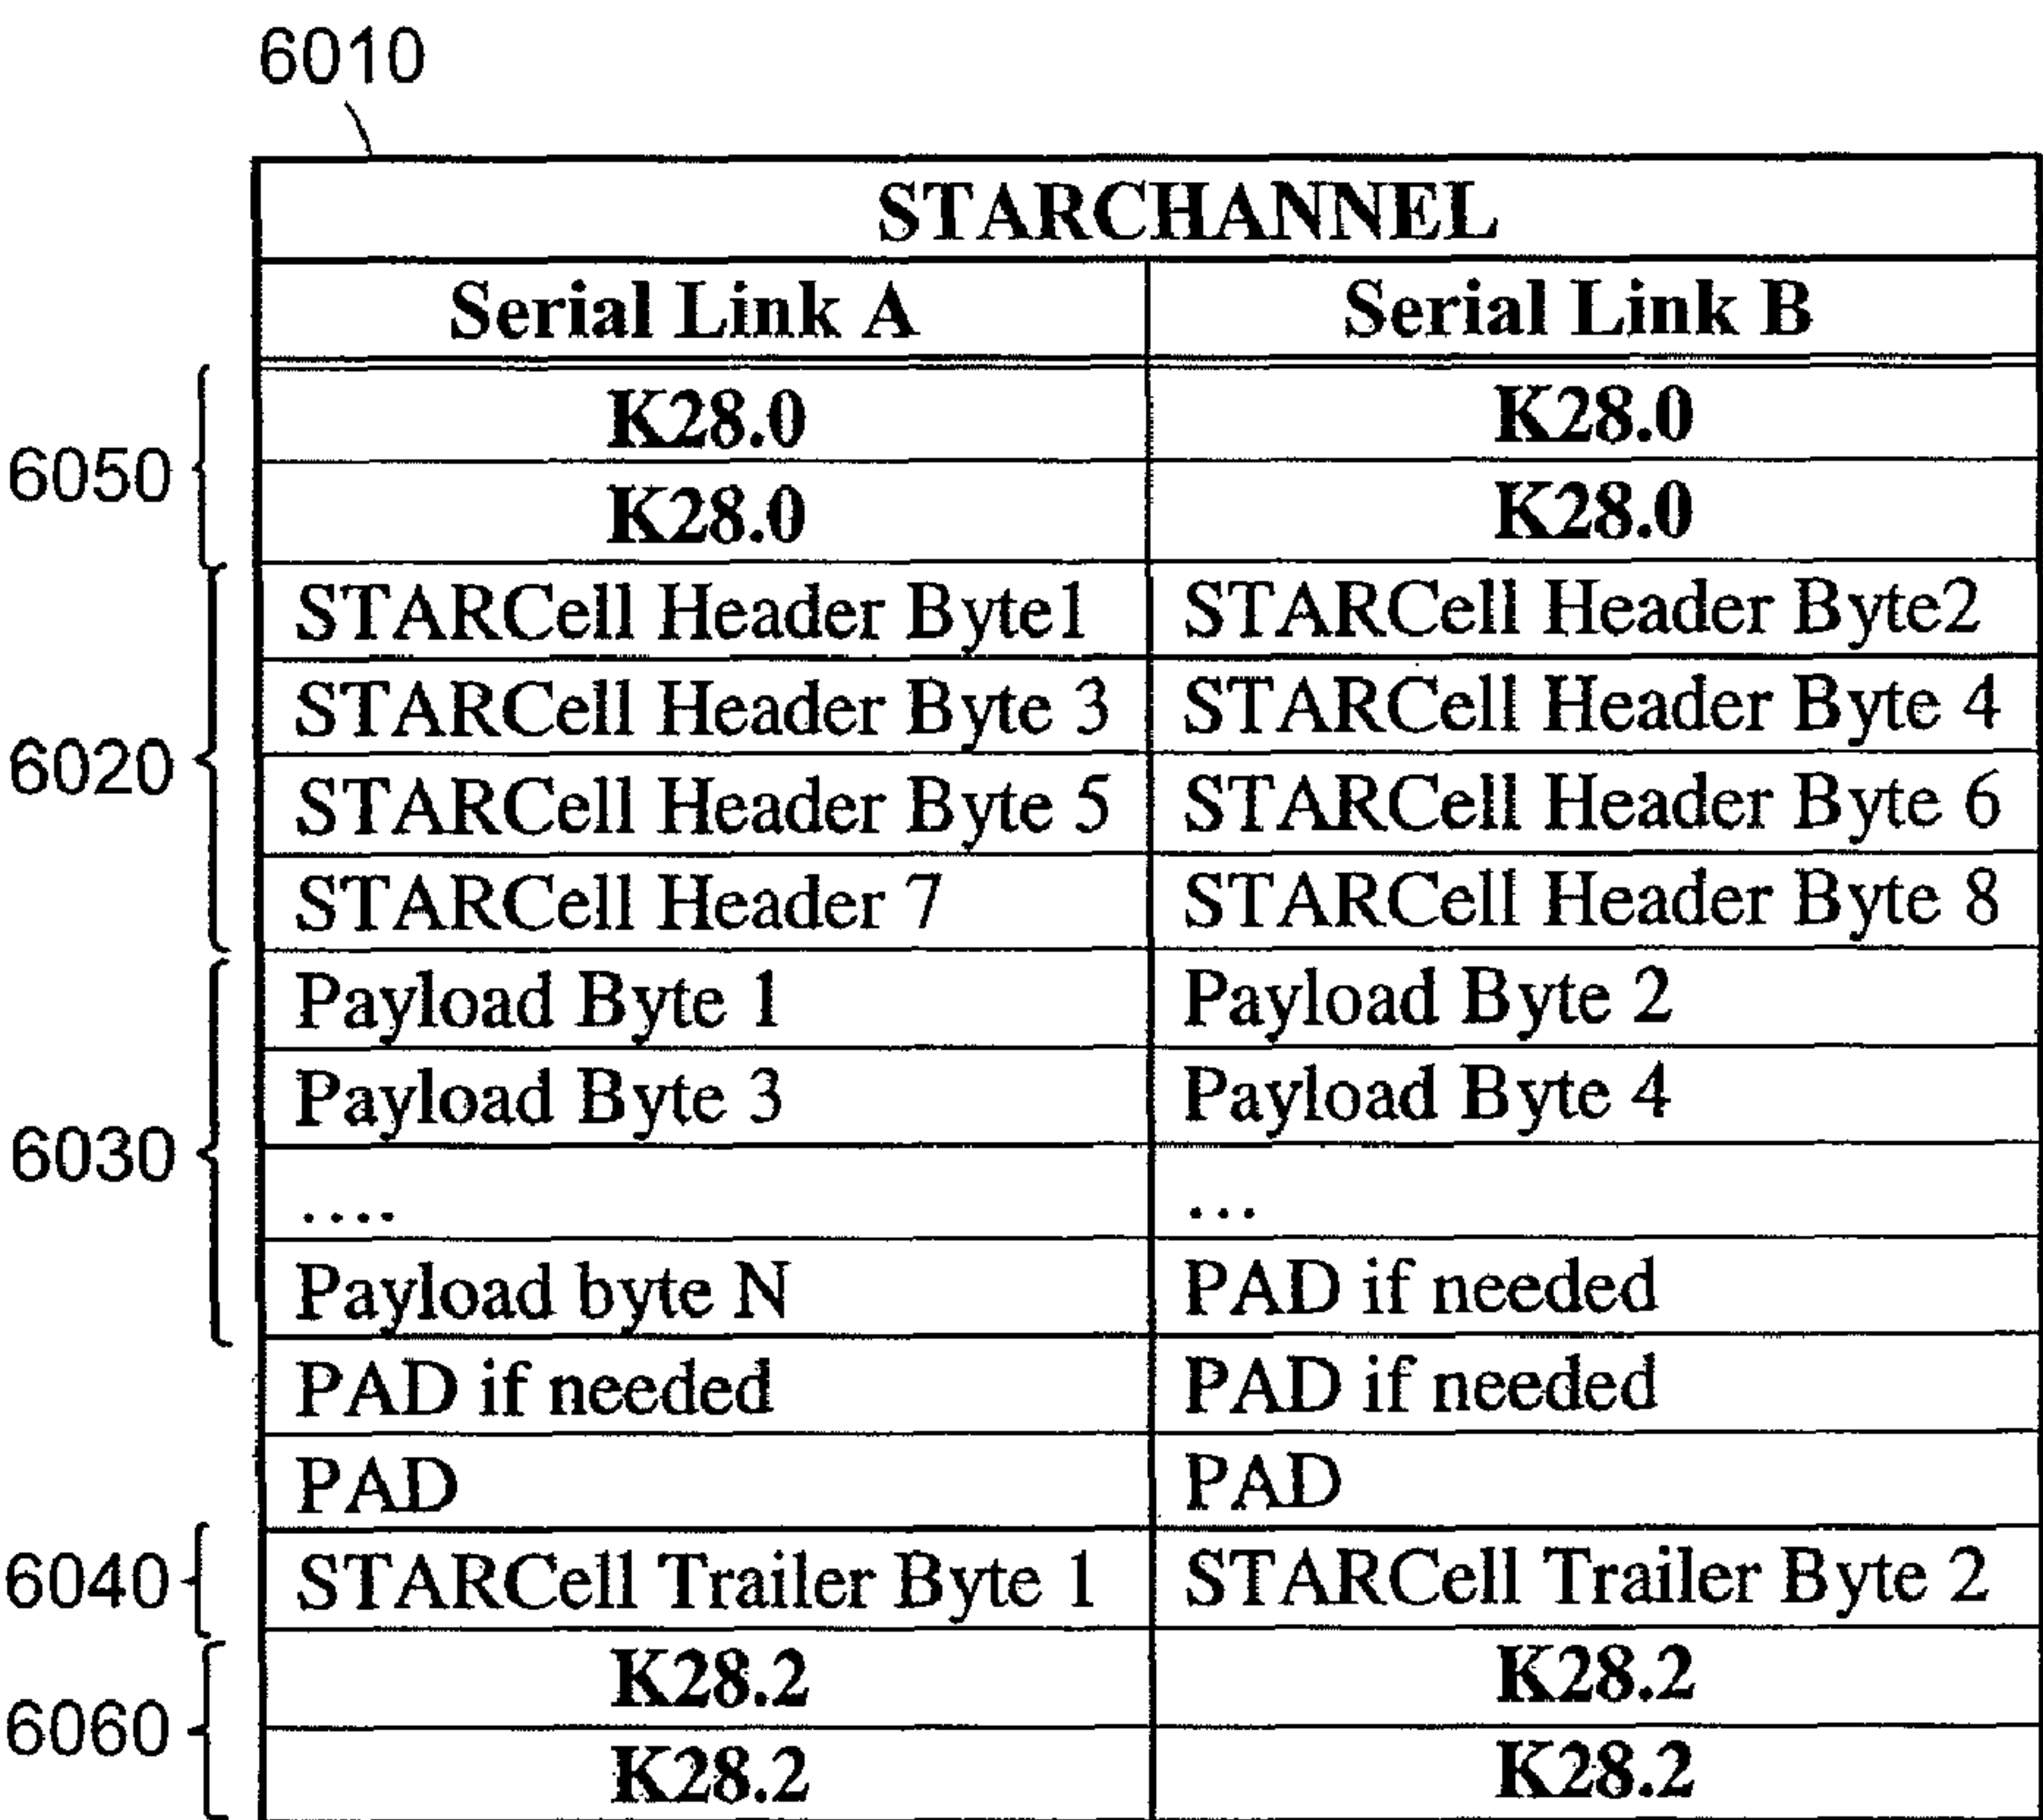 6010
STARCHANNEL
Serial Link A Serial Link B
K28.0 K28.0
6050
K28.0 K28.0
STARCell Header Byte1 STARCell Header Byte2
STARCell Header Byte 3 STARCell Header Byte 4
6020
STARCell Header Byte 5 STARCell Header Byte 6
STARCell Header 7 STARCell Header Byte 8
Payload Byte 1 Payload Byte 2
Payload Byte 3 Payload Byte 4
6030
.... ...
Payload byte N PAD if needed
PAD if needed PAD if needed
PAD PAD
6040 STARCell Trailer Byte 1 STARCell Trailer Byte 2
K28.2 K28.2
6060
K28.2 K28.2